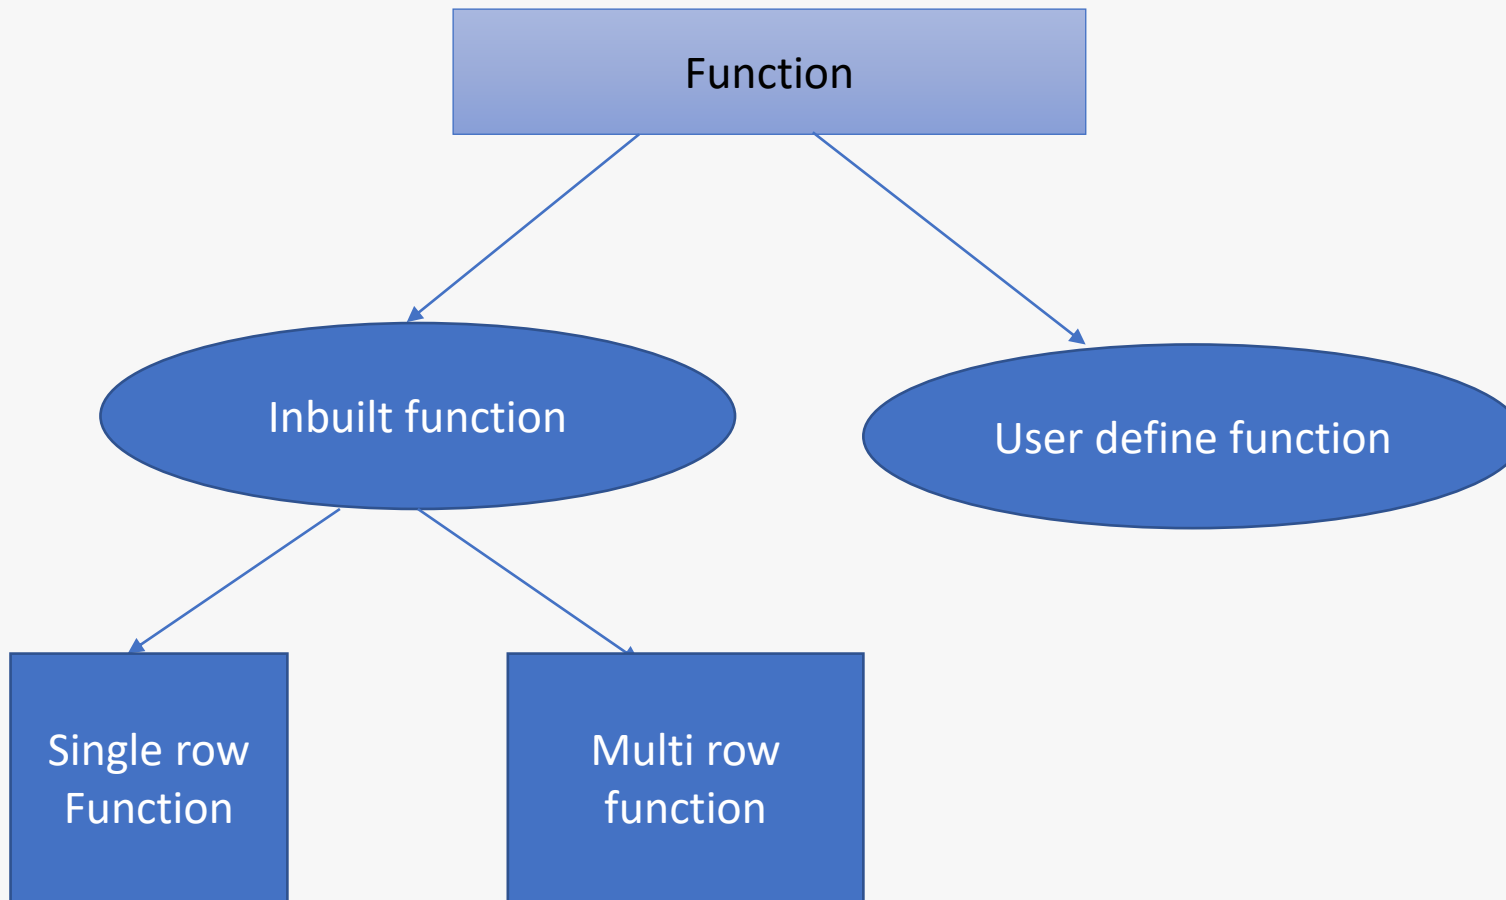 Function
Inbuilt function
User define function
Single row
Function
Multi row
function